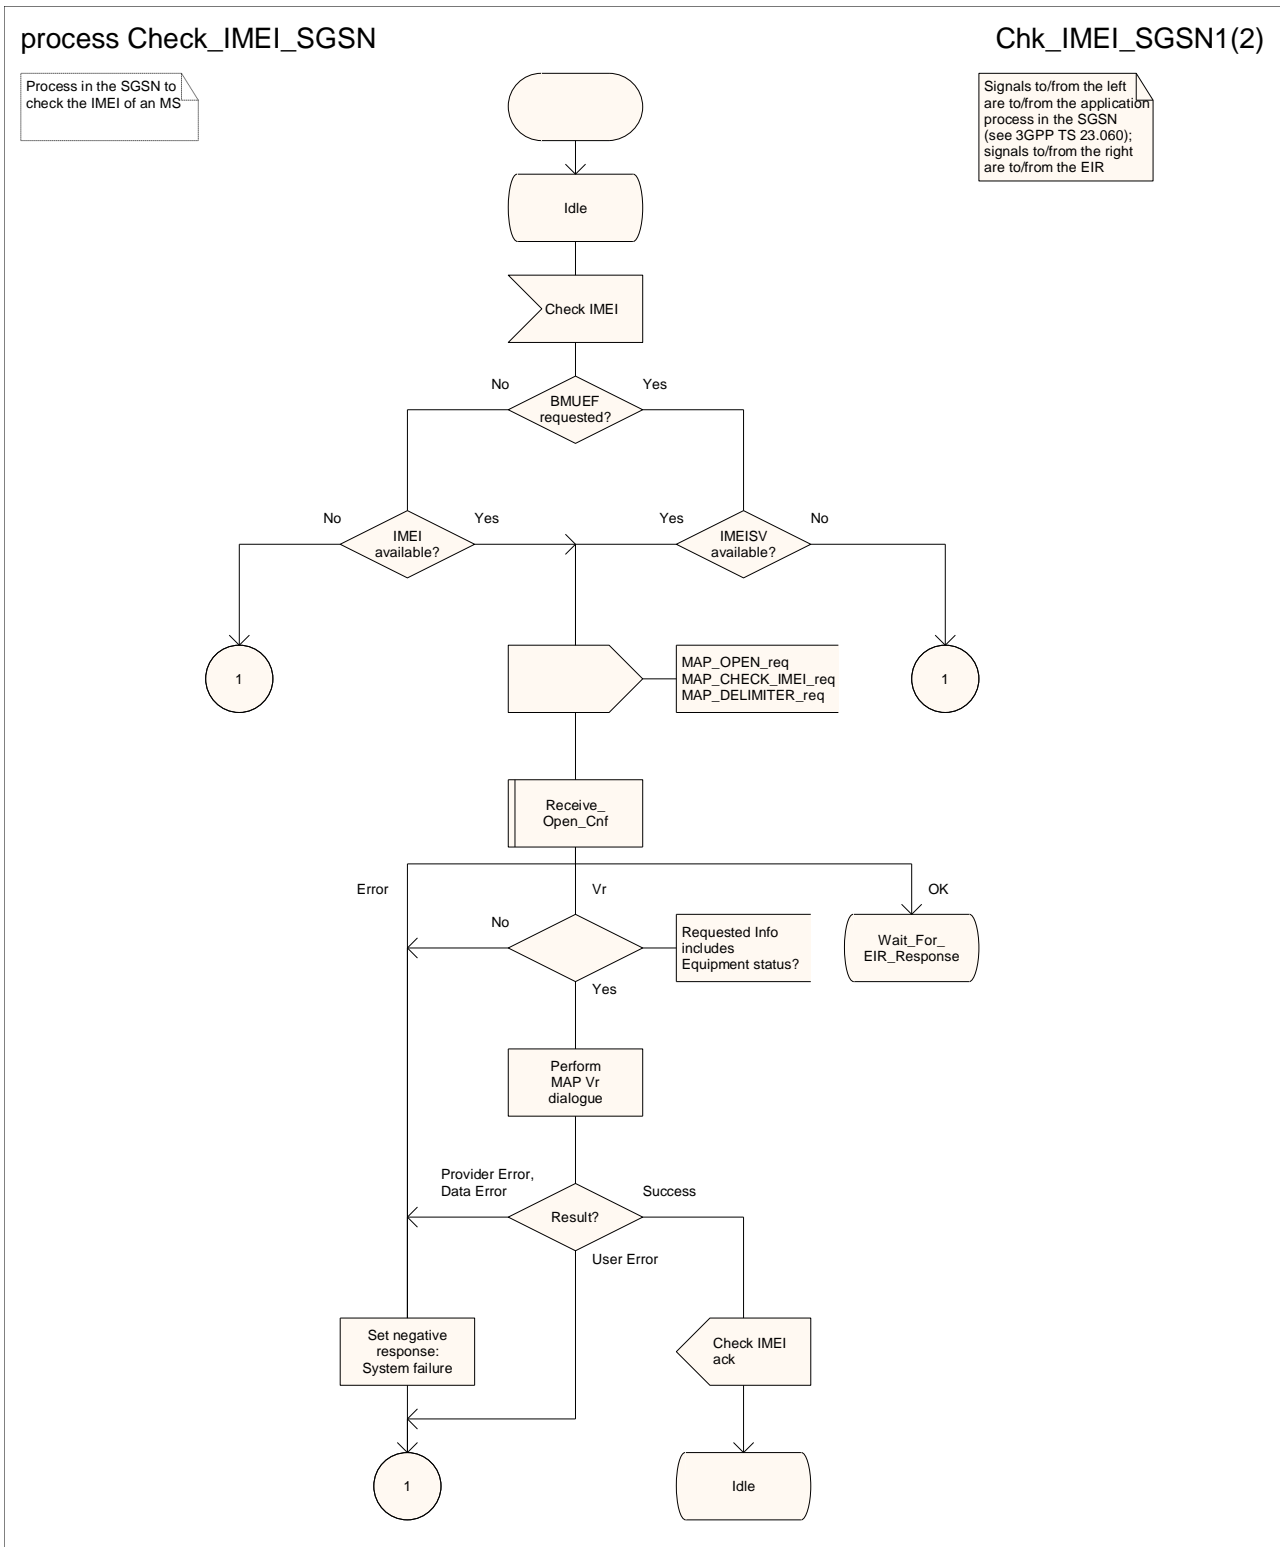 process Check_IMEI_SGSN
Chk_IMEI_SGSN1(2)
Process in the SGSN to
check the IMEI of an MS
Signals to/from the left
are to/from the application
process in the SGSN
(see 3GPP TS 23.060);
signals to/from the right
are to/from the EIR
Idle
Check IMEI
No
Yes
BMUEF
requested?
No
Yes
IMEI
available?
Yes
No
IMEISV
available?
1
MAP_OPEN_req
MAP_CHECK_IMEI_req
MAP_DELIMITER_req
1
Receive_
Open_Cnf
Error
Vr
OK
No
Requested Info
includes
Equipment status?
Wait_For_
EIR_Response
Yes
Perform
MAP Vr
dialogue
Provider Error,
Data Error
Success
Result?
User Error
Set negative
response:
System failure
Check IMEI
ack
1
Idle